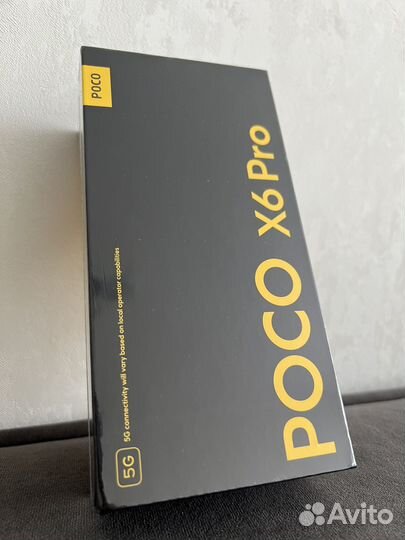 POCO
POCO X6 Pro
5G connectivity will vary based on local operator capabilities
5G
Avito